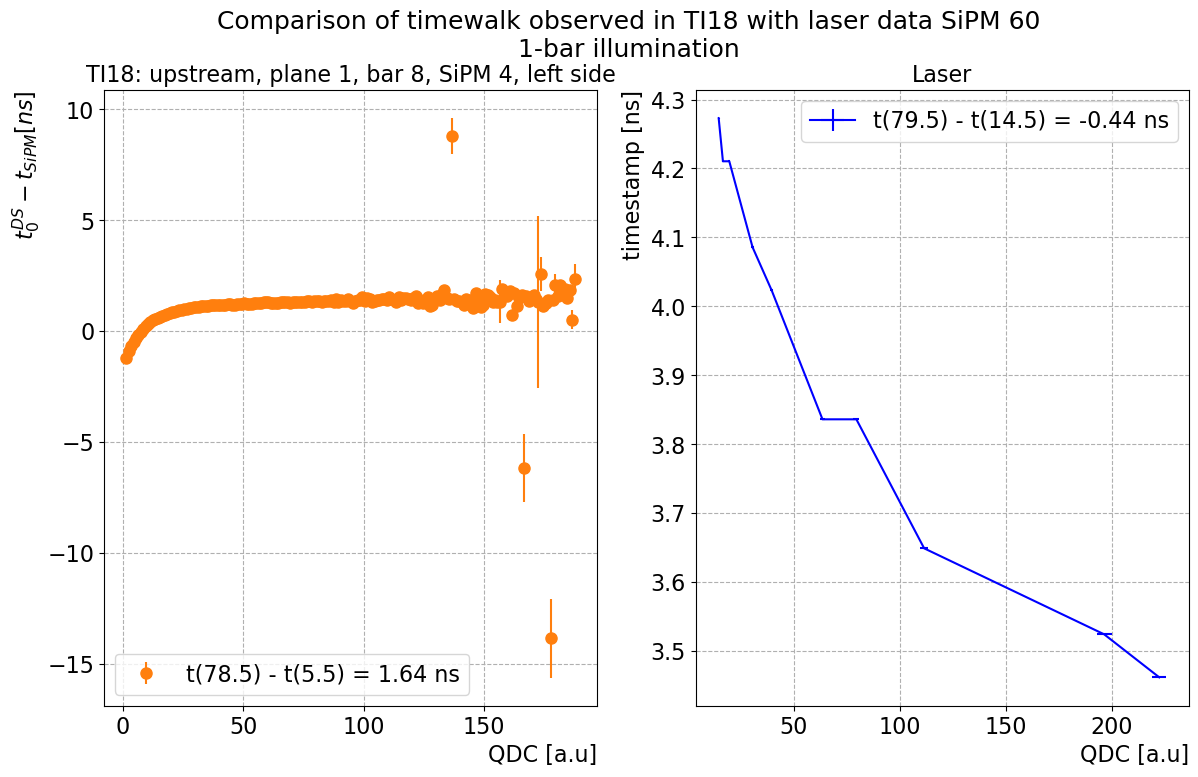 Comparison of timewalk observed in TI18 with laser data SiPM 60
1-bar illumination
TI18: upstream, plane 1, bar 8, SiPM 4, left side
t_0^{DS} − t_{SiPM}[ns]
10
5
0
−5
−10
−15
t(78.5) - t(5.5) = 1.64 ns
0
50
100
150
QDC [a.u]
Laser
timestamp [ns]
4.3
4.2
4.1
4.0
3.9
3.8
3.7
3.6
3.5
t(79.5) - t(14.5) = -0.44 ns
50
100
150
200
QDC [a.u]